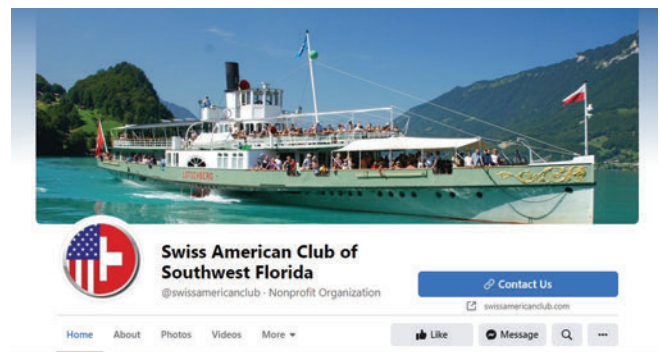 LÖTSCHBERG
Swiss American Club of
Southwest Florida
@swissamericanclub · Nonprofit Organization
Contact Us
swissamericanclub.com
Home About Photos Videos More
Like Message ...